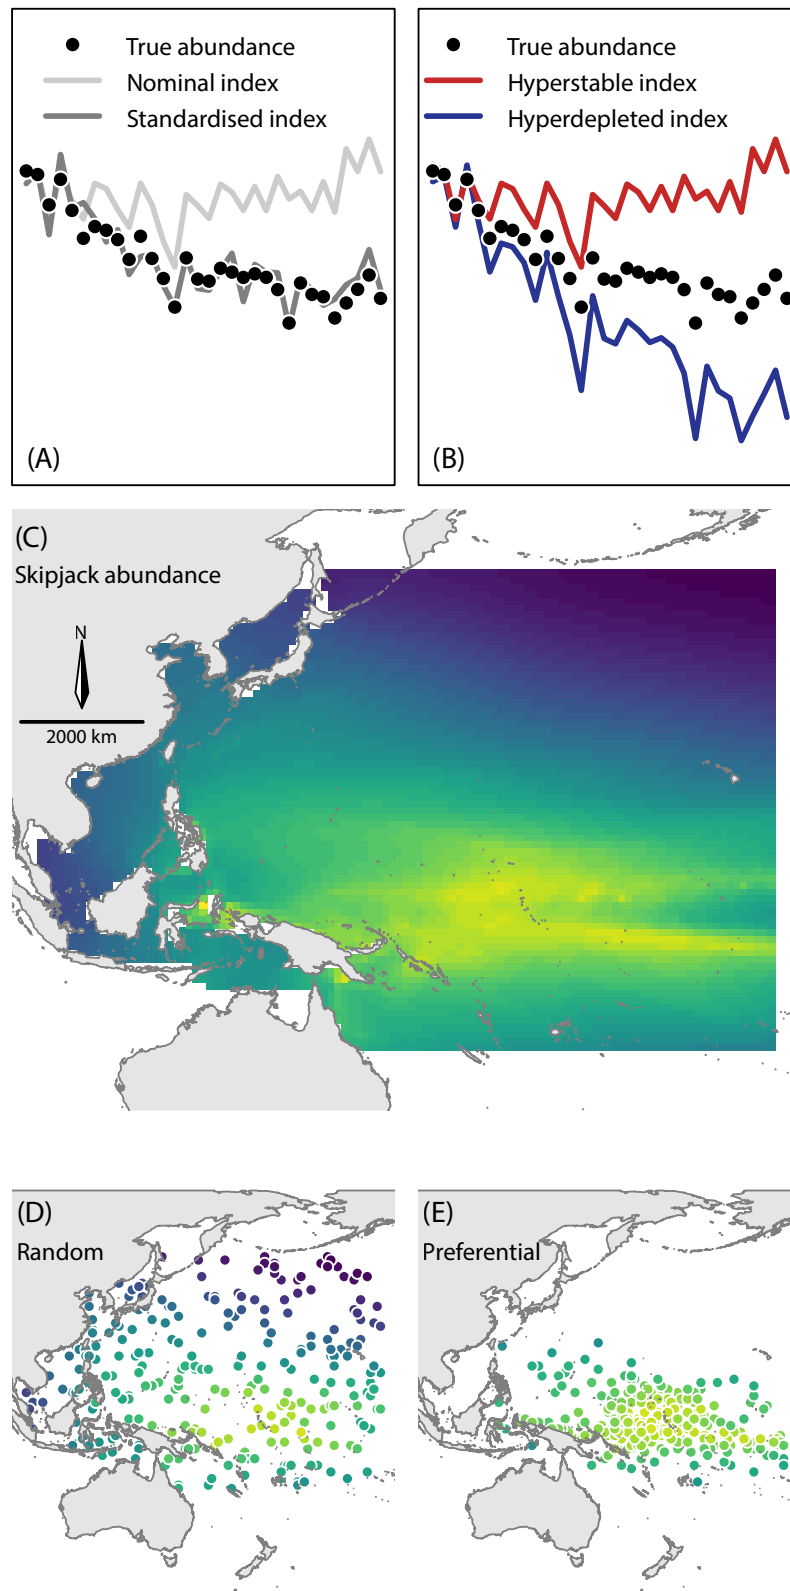 True abundance
Nominal index
Standardised index
(A)
True abundance
Hyperstable index
Hyperdepleted index
(B)
(C)
Skipjack abundance
N
2000 km
(D)
Random
(E)
Preferential